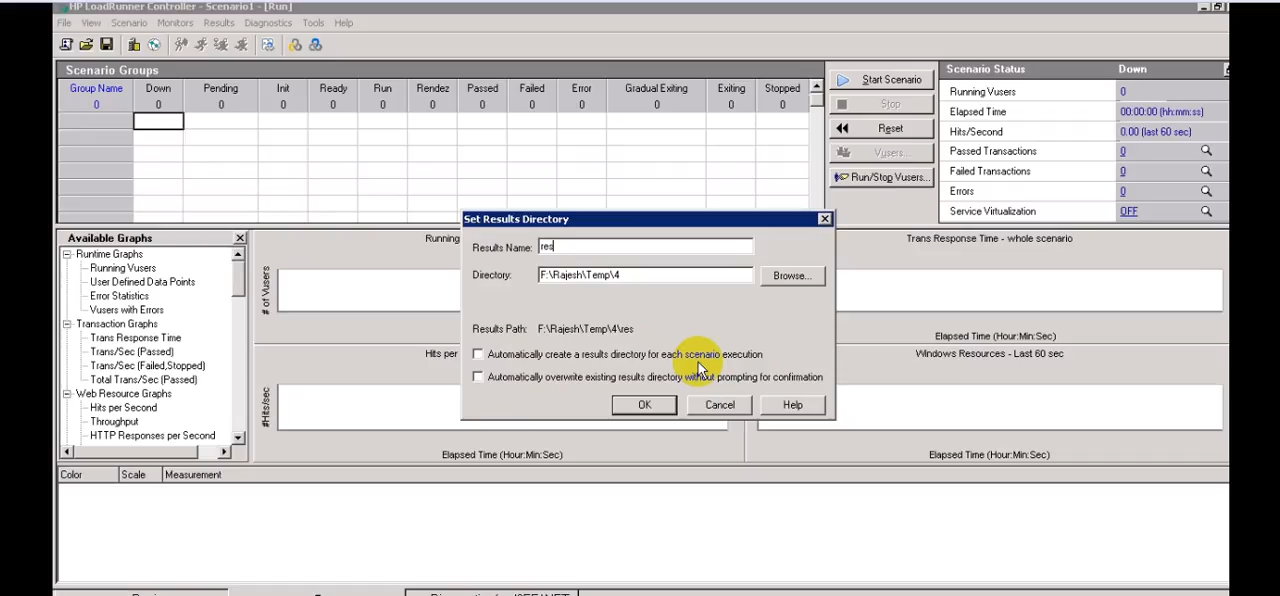 HP LoadRunner Controller - Scenario1 - [Run]
File View Scenario Monitors Results Diagnostics Tools Help
Scenario Groups
Group Name Down Pending Init Ready Run Rendez Passed Failed Error Gradual Exiting Exiting Stopped
0 0 0 0 0 0 0 0 0 0 0 0 0
Start Scenario
Stop
Reset
Vusers...
Run/Stop Vusers...
Scenario Status Down
Running Vusers 0
Elapsed Time 00:00:00 (hh:mm:ss)
Hits/Second 0.00 (last 60 sec)
Passed Transactions 0
Failed Transactions 0
Errors 0
Service Virtualization OFF
Available Graphs
Runtime Graphs
Running Vusers
User Defined Data Points
Error Statistics
Vusers with Errors
Transaction Graphs
Trans Response Time
Trans/Sec (Passed)
Trans/Sec (Failed,Stopped)
Total Trans/Sec (Passed)
Web Resource Graphs
Hits per Second
Throughput
HTTP Responses per Second
Running
# of Vusers
Trans Response Time - whole scenario
Elapsed Time (Hour:Min:Sec)
Hits per
#Hits/sec
Elapsed Time (Hour:Min:Sec)
Windows Resources - Last 60 sec
Elapsed Time (Hour:Min:Sec)
Set Results Directory
Results Name: res
Directory: F:\Rajesh\Temp\4
Browse...
Results Path: F:\Rajesh\Temp\4\res
Automatically create a results directory for each scenario execution
Automatically overwrite existing results directory without prompting for confirmation
OK Cancel Help
Color Scale Measurement